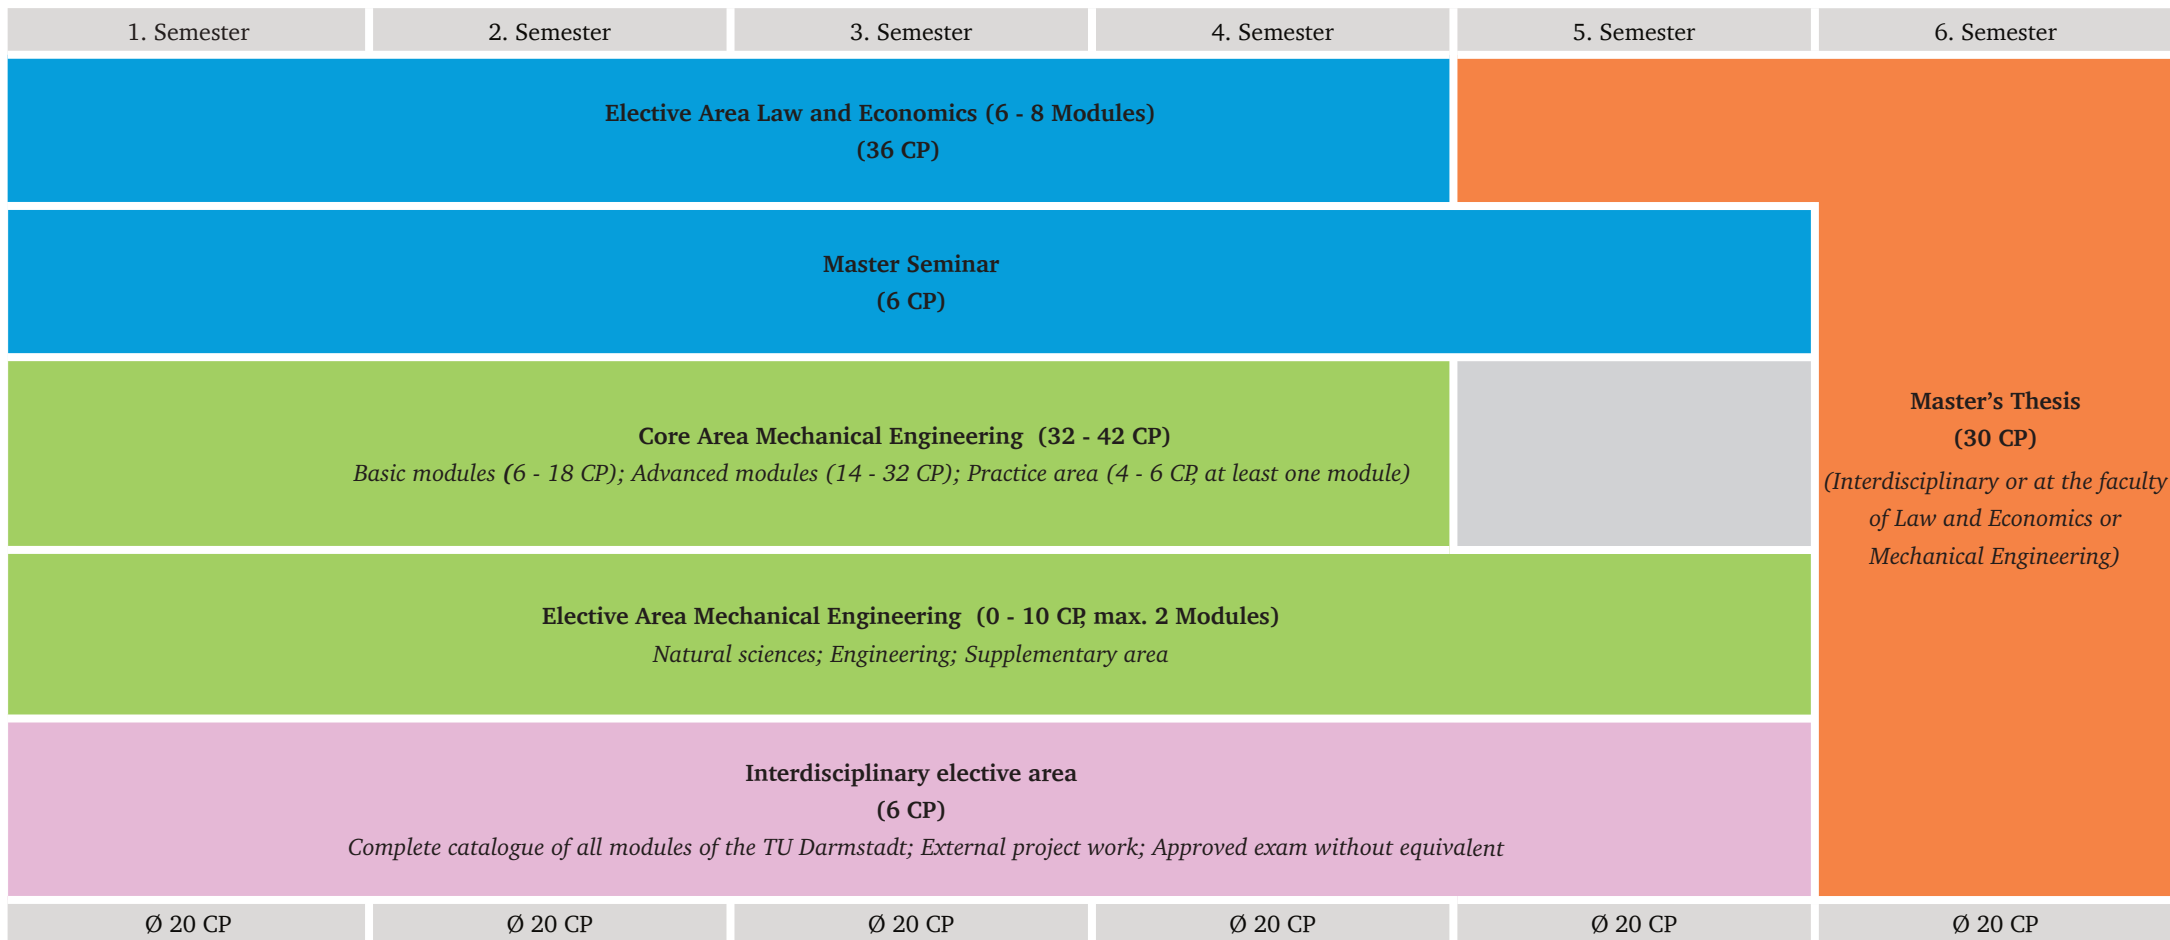 1. Semester
2. Semester
3. Semester
4. Semester
5. Semester
6. Semester
Elective Area Law and Economics (6 - 8 Modules)
(36 CP)
Master Seminar
(6 CP)
Core Area Mechanical Engineering (32 - 42 CP)
Basic modules (6 - 18 CP); Advanced modules (14 - 32 CP); Practice area (4 - 6 CP, at least one module)
Elective Area Mechanical Engineering (0 - 10 CP, max. 2 Modules)
Natural sciences; Engineering; Supplementary area
Interdisciplinary elective area
(6 CP)
Complete catalogue of all modules of the TU Darmstadt; External project work; Approved exam without equivalent
Master’s Thesis
(30 CP)
(Interdisciplinary or at the faculty
of Law and Economics or
Mechanical Engineering)
Ø 20 CP
Ø 20 CP
Ø 20 CP
Ø 20 CP
Ø 20 CP
Ø 20 CP